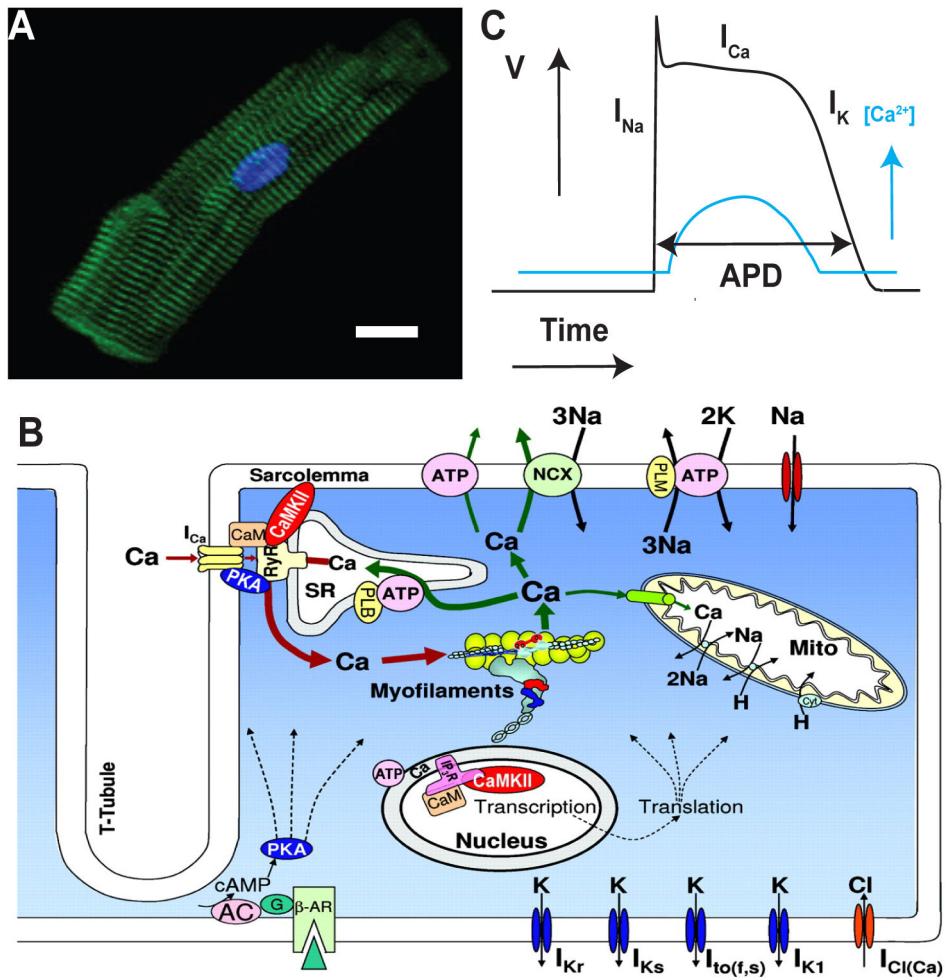 A
C
V
I_Ca
I_Na
I_K
[Ca²⁺]
APD
Time
B
3Na
2K
Na
ATP
NCX
PLM
ATP
Sarcolemma
CaMKII
CaM
I_Ca
Ca
RyR
Ca
PKA
SR
PLB
ATP
Ca
3Na
Ca
Ca
Na
Mito
2Na
H
H
Cyt
Ca
Myofilaments
T-Tubule
ATP
Ca
IP₃R
CaMKII
CaM
Transcription
Translation
Nucleus
PKA
cAMP
AC
G
β-AR
K
K
K
K
Cl
I_Kr
I_Ks
I_to(f,s)
I_K1
I_Cl(Ca)